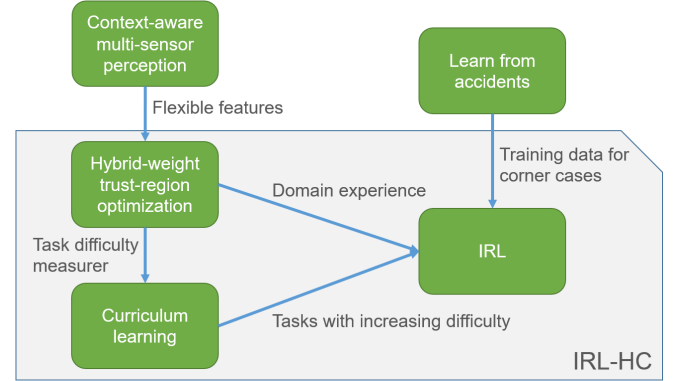 Context-aware
multi-sensor
perception
Learn from
accidents
Flexible features
Hybrid-weight
trust-region
optimization
Training data for
corner cases
Domain experience
IRL
Task difficulty
measurer
Curriculum
learning
Tasks with increasing difficulty
IRL-HC